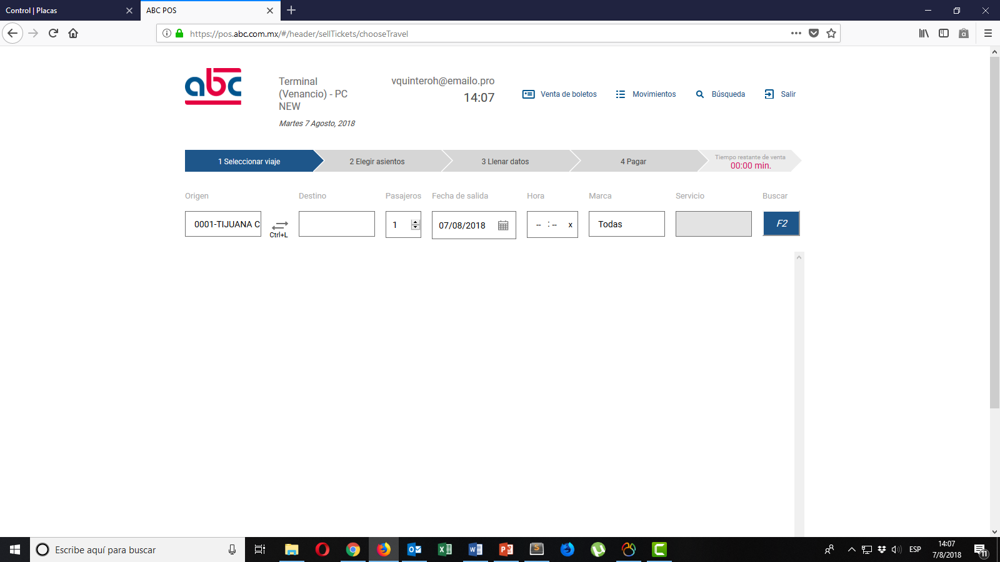 Control | Placas
ABC POS
https://pos.abc.com.mx/#/header/sellTickets/chooseTravel
abc
Terminal
(Venancio) - PC
NEW
Martes 7 Agosto, 2018
vquinteroh@emailo.pro
14:07
Venta de boletos
Movimientos
Búsqueda
Salir
1 Seleccionar viaje
2 Elegir asientos
3 Llenar datos
4 Pagar
Tiempo restante de venta
00:00 min.
Origen
Destino
Pasajeros
Fecha de salida
Hora
Marca
Servicio
Buscar
0001-TIJUANA C
Ctrl+L
1
07/08/2018
-- : -- x
Todas
F2
Escribe aquí para buscar
ESP
14:07
7/8/2018
11